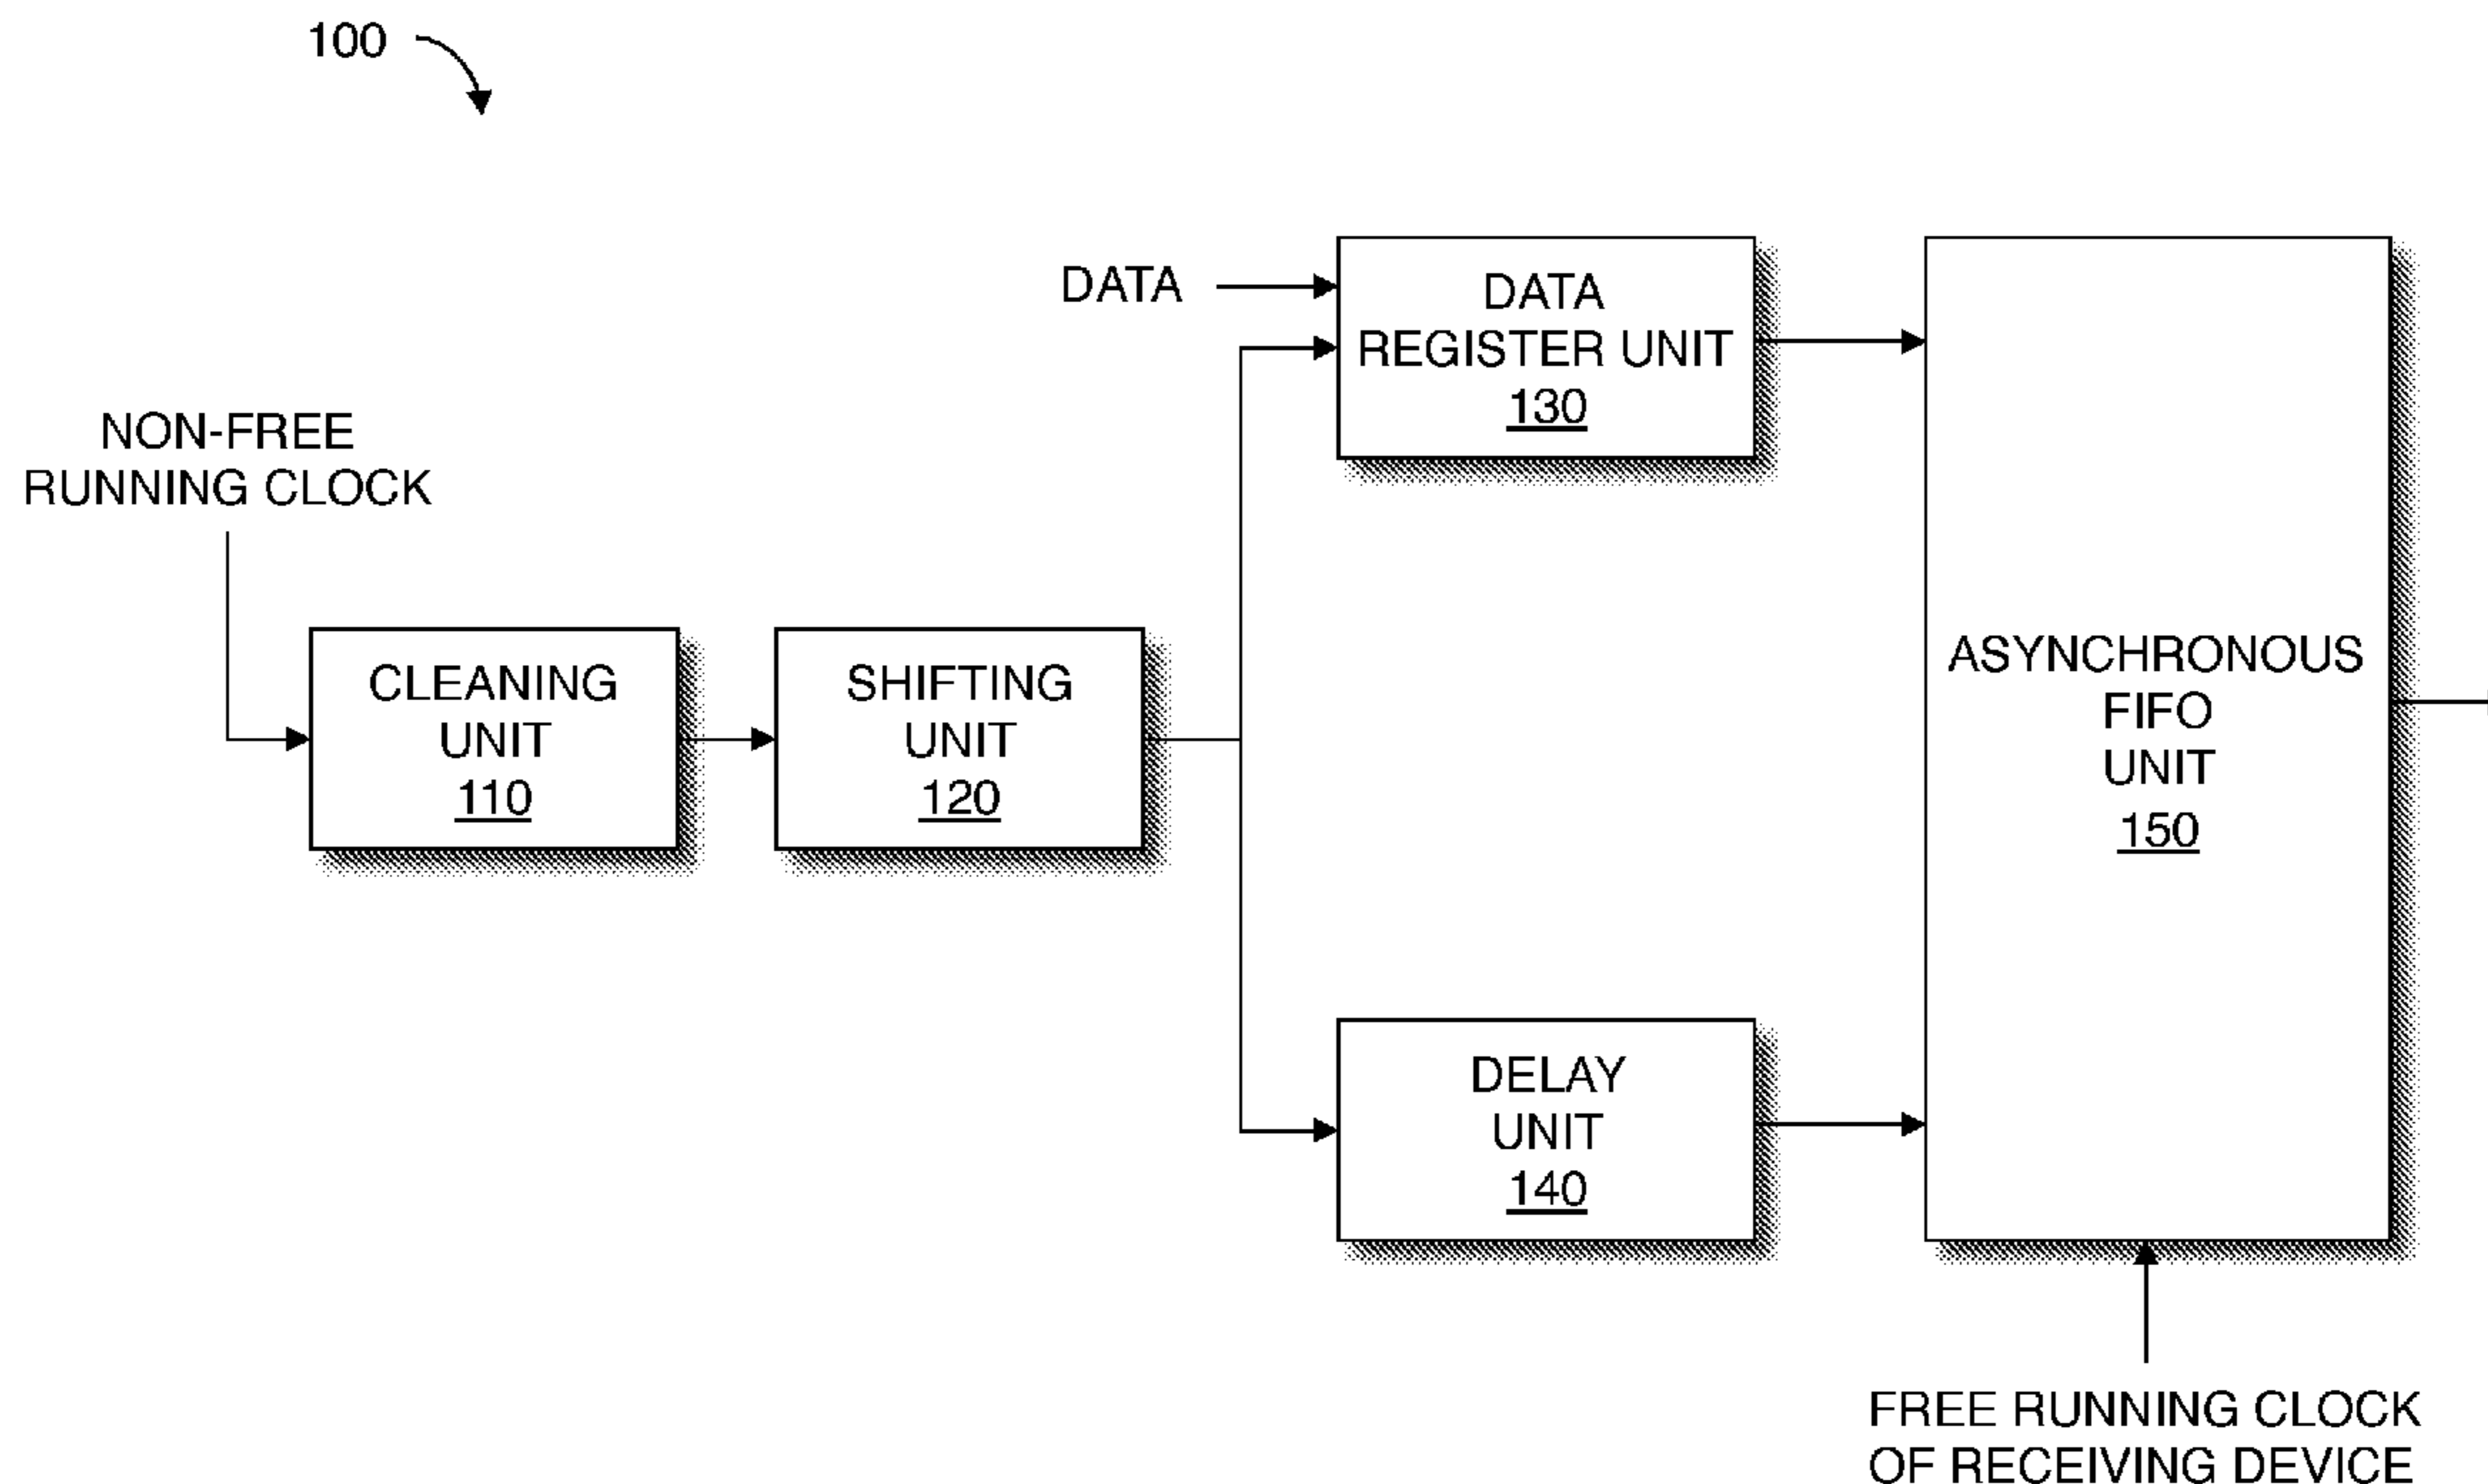 100
DATA
DATA
REGISTER UNIT
130
NON-FREE
RUNNING CLOCK
CLEANING
UNIT
110
SHIFTING
UNIT
120
ASYNCHRONOUS
FIFO
UNIT
150
DELAY
UNIT
140
FREE RUNNING CLOCK
OF RECEIVING DEVICE